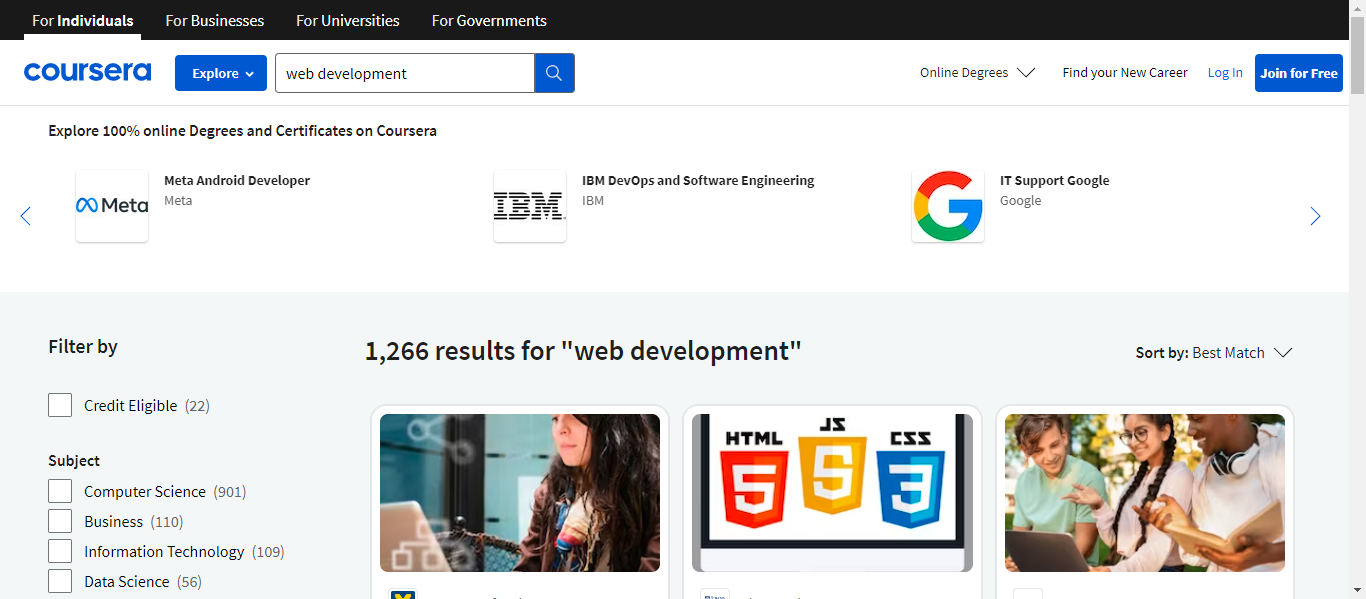 For Individuals For Businesses For Universities For Governments
coursera Explore web development Online Degrees Find your New Career Log In Join for Free
Explore 100% online Degrees and Certificates on Coursera
Meta Meta Android Developer
Meta
IBM IBM DevOps and Software Engineering
IBM
G IT Support Google
Google
Filter by
1,266 results for "web development"
Sort by: Best Match
Credit Eligible (22)
Subject
Computer Science (901)
Business (110)
Information Technology (109)
Data Science (56)
HTML JS CSS
5 5 3